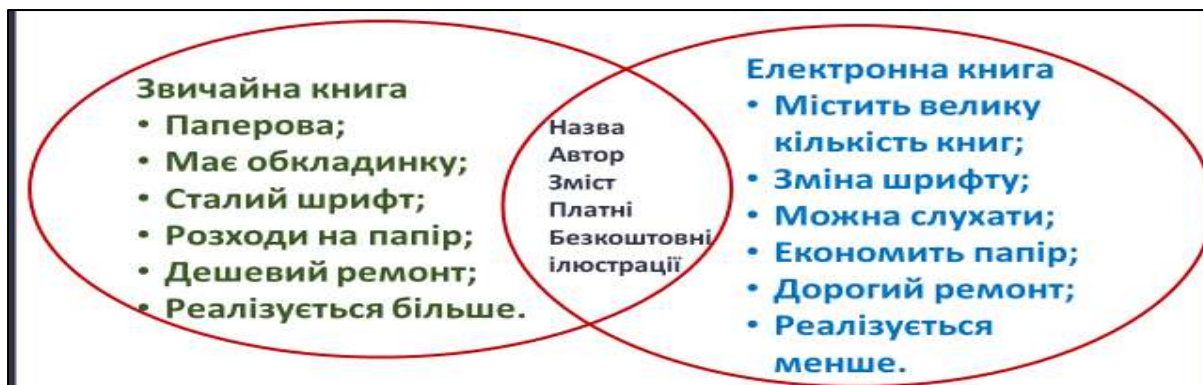 Звичайна книга
• Паперова;
• Має обкладинку;
• Сталий шрифт;
• Розходи на папір;
• Дешевий ремонт;
• Реалізується більше.
Назва
Автор
Зміст
Платні
Безкоштовні
ілюстрації
Електронна книга
• Містить велику
кількість книг;
• Зміна шрифту;
• Можна слухати;
• Економить папір;
• Дорогий ремонт;
• Реалізується
менше.